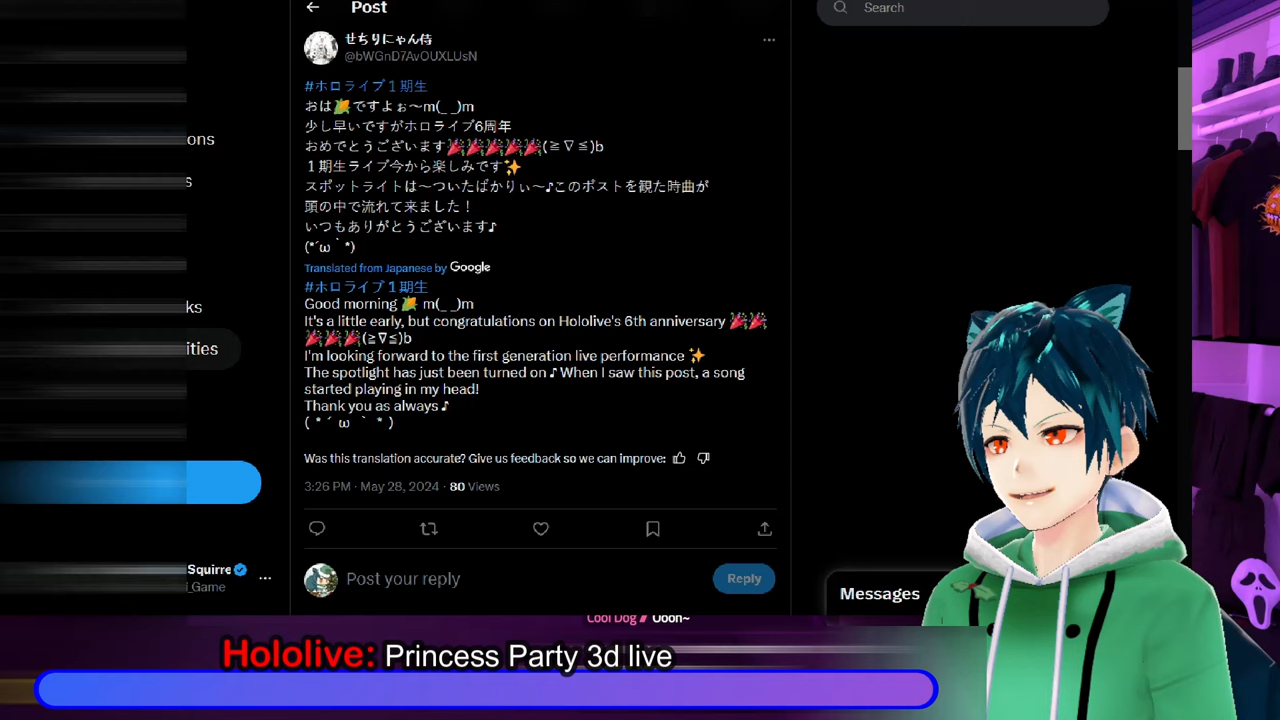 Post
Search
せちりにゃん侍
@bWGnD7AvOUXLUsN
#ホロライブ１期生
おは🌽ですよぉ〜m(_ _)m
少し早いですがホロライブ6周年
おめでとうございます🎉🎉🎉🎉🎉(≧∇≦)b
１期生ライブ今から楽しみです✨
スポットライトは〜ついたばかりぃ〜♪このポストを観た時曲が
頭の中で流れて来ました！
いつもありがとうございます♪
(*´ω｀*)
Translated from Japanese by Google
#ホロライブ１期生
Good morning 🌽 m(_ _)m
It's a little early, but congratulations on Hololive's 6th anniversary 🎉🎉
🎉🎉🎉(≧∇≦)b
I'm looking forward to the first generation live performance ✨
The spotlight has just been turned on ♪ When I saw this post, a song
started playing in my head!
Thank you as always ♪
( * ´ ω ｀ * )
Was this translation accurate? Give us feedback so we can improve:
3:26 PM · May 28, 2024 · 80 Views
Post your reply
Reply
ons
s
ks
ities
Squirre
_Game
Messages
Cool Dog Ooon~
Hololive: Princess Party 3d live